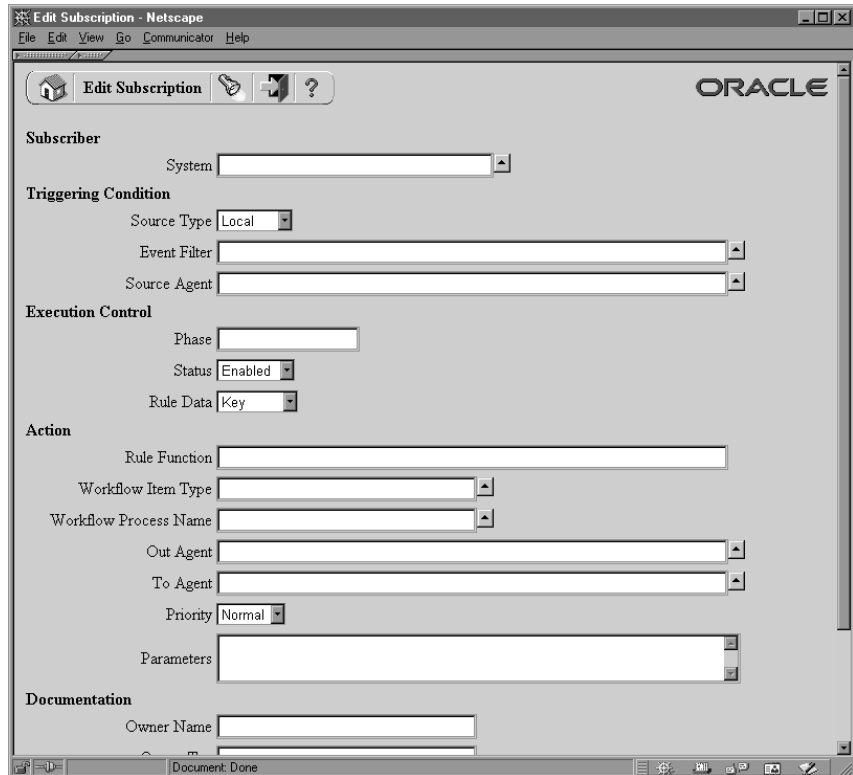 Edit Subscription - Netscape
File Edit View Go Communicator Help
Edit Subscription ?
ORACLE
Subscriber
System
Triggering Condition
Source Type Local
Event Filter
Source Agent
Execution Control
Phase
Status Enabled
Rule Data Key
Action
Rule Function
Workflow Item Type
Workflow Process Name
Out Agent
To Agent
Priority Normal
Parameters
Documentation
Owner Name
Document: Done